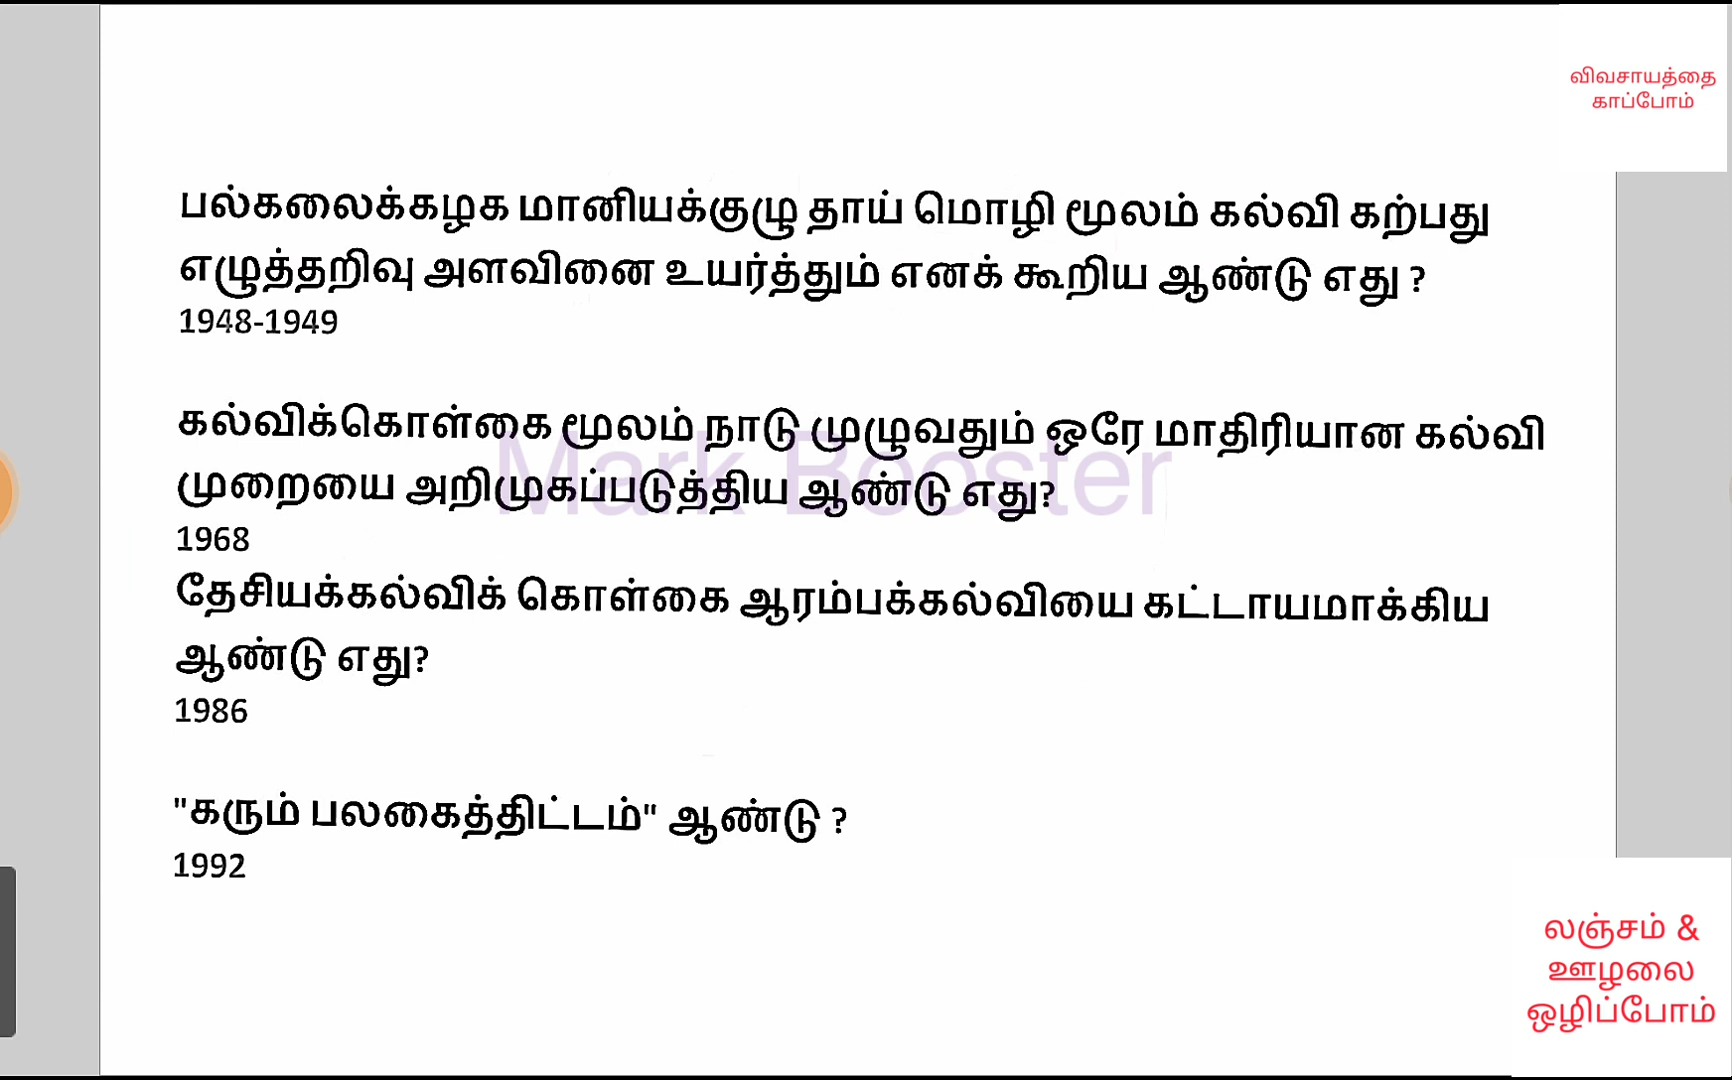 விவசாயத்தை
காப்போம்
பல்கலைக்கழக மானியக்குழு தாய் மொழி மூலம் கல்வி கற்பது
எழுத்தறிவு அளவினை உயர்த்தும் எனக் கூறிய ஆண்டு எது ?
1948-1949
கல்விக்கொள்கை மூலம் நாடு முழுவதும் ஒரே மாதிரியான கல்வி
முறையை அறிமுகப்படுத்திய ஆண்டு எது?
Mark Booster
1968
தேசியக்கல்விக் கொள்கை ஆரம்பக்கல்வியை கட்டாயமாக்கிய
ஆண்டு எது?
1986
"கரும் பலகைத்திட்டம்" ஆண்டு ?
1992
லஞ்சம் &
ஊழலை
ஒழிப்போம்